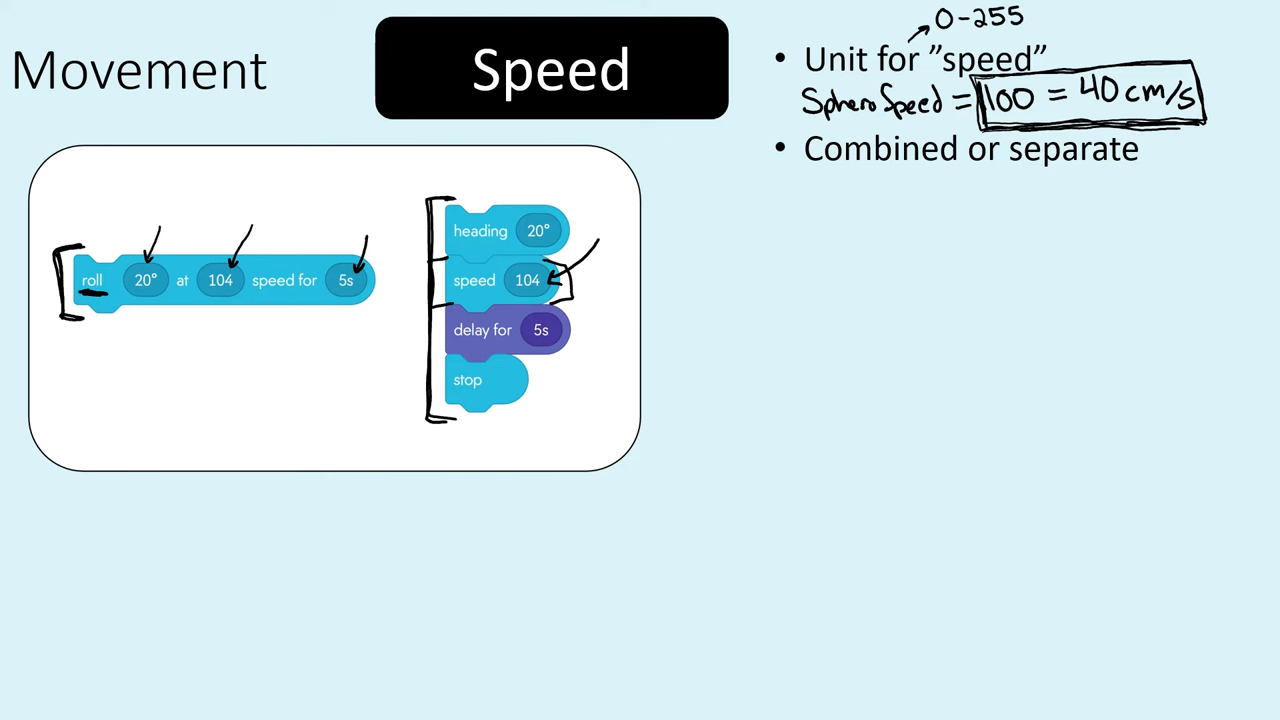 Movement
Speed
0-255
• Unit for ”speed”
Sphero Speed = 100 = 40 cm/s
• Combined or separate
roll 20° at 104 speed for 5s
heading 20°
speed 104
delay for 5s
stop